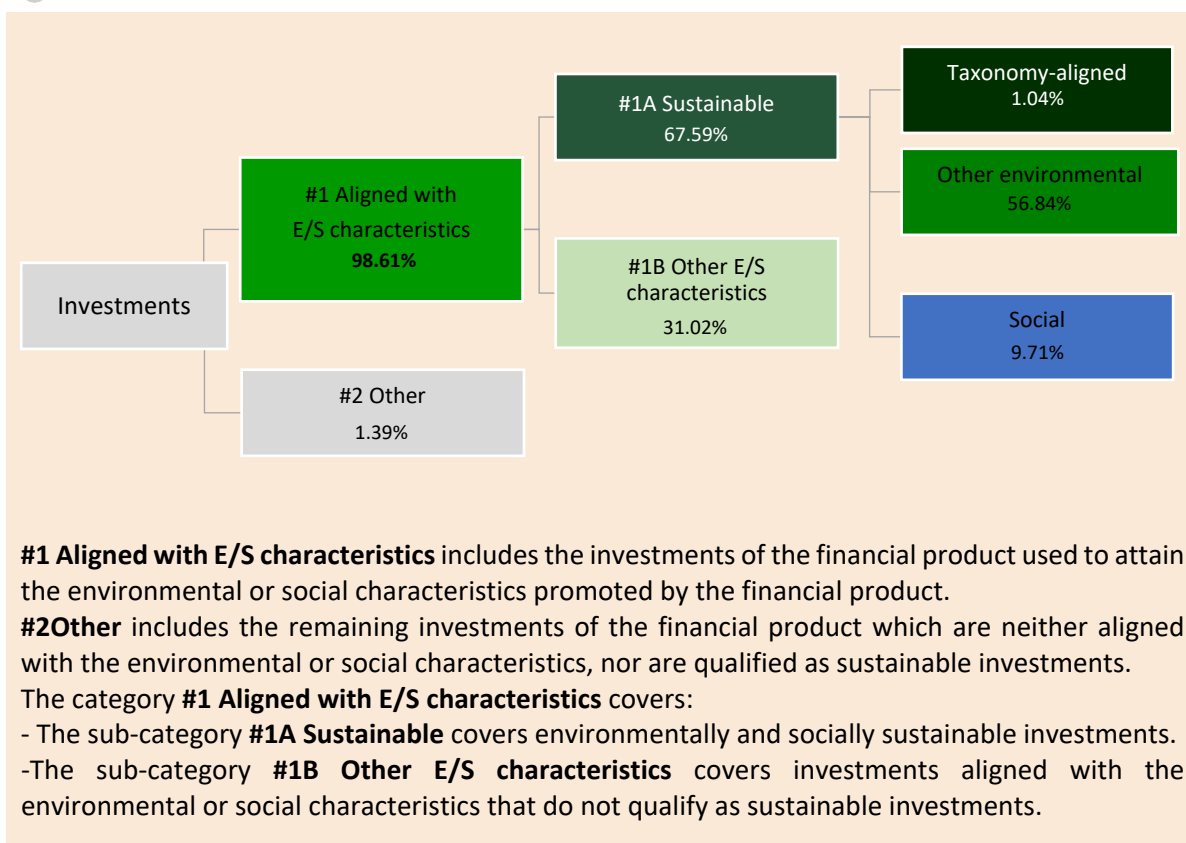 Taxonomy-aligned
1.04%
#1A Sustainable
67.59%
Other environmental
56.84%
#1 Aligned with
E/S characteristics
98.61%
#1B Other E/S
characteristics
31.02%
Investments
Social
9.71%
#2 Other
1.39%
#1 Aligned with E/S characteristics includes the investments of the financial product used to attain
the environmental or social characteristics promoted by the financial product.
#2Other includes the remaining investments of the financial product which are neither aligned
with the environmental or social characteristics, nor are qualified as sustainable investments.
The category #1 Aligned with E/S characteristics covers:
- The sub-category #1A Sustainable covers environmentally and socially sustainable investments.
-The sub-category #1B Other E/S characteristics covers investments aligned with the
environmental or social characteristics that do not qualify as sustainable investments.